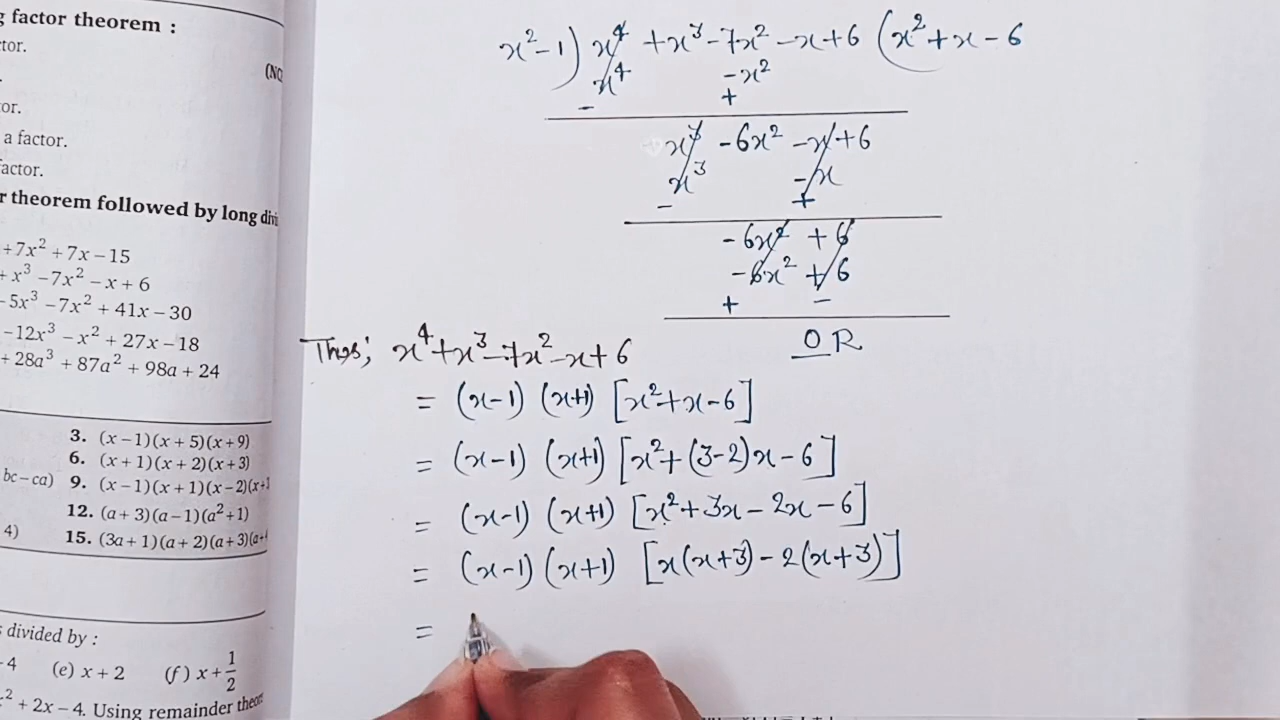 g factor theorem :
ctor.
(NC
or.
a factor.
factor.
r theorem followed by long divi
+7x² + 7x – 15
+ x³ – 7x² – x + 6
– 5x³ – 7x² + 41x – 30
– 12x³ – x² + 27x – 18
+ 28a³ + 87a² + 98a + 24
3. (x – 1)(x + 5)(x + 9)
6. (x + 1)(x + 2)(x + 3)
bc – ca) 9. (x – 1)(x + 1)(x – 2)(x +
12. (a + 3)(a – 1)(a² + 1)
4) 15. (3a + 1)(a + 2)(a + 3)(a +
s divided by :
–4 (e) x + 2 (f) x + 1/2
x² + 2x – 4. Using remainder theo
x²-1) x⁴ +x³-7x²-x+6 (x²+x-6
x⁴ -x²
- +
x³ -6x² -x+6
x³ -x
- +
-6x² +6
-6x² +6
+ -
0 R
Thus; x⁴+x³-7x²-x+6
= (x-1) (x+1) [x²+x-6]
= (x-1) (x+1) [x²+(3-2)x-6]
= (x-1) (x+1) [x²+3x-2x-6]
= (x-1) (x+1) [x(x+3)-2(x+3)]
=